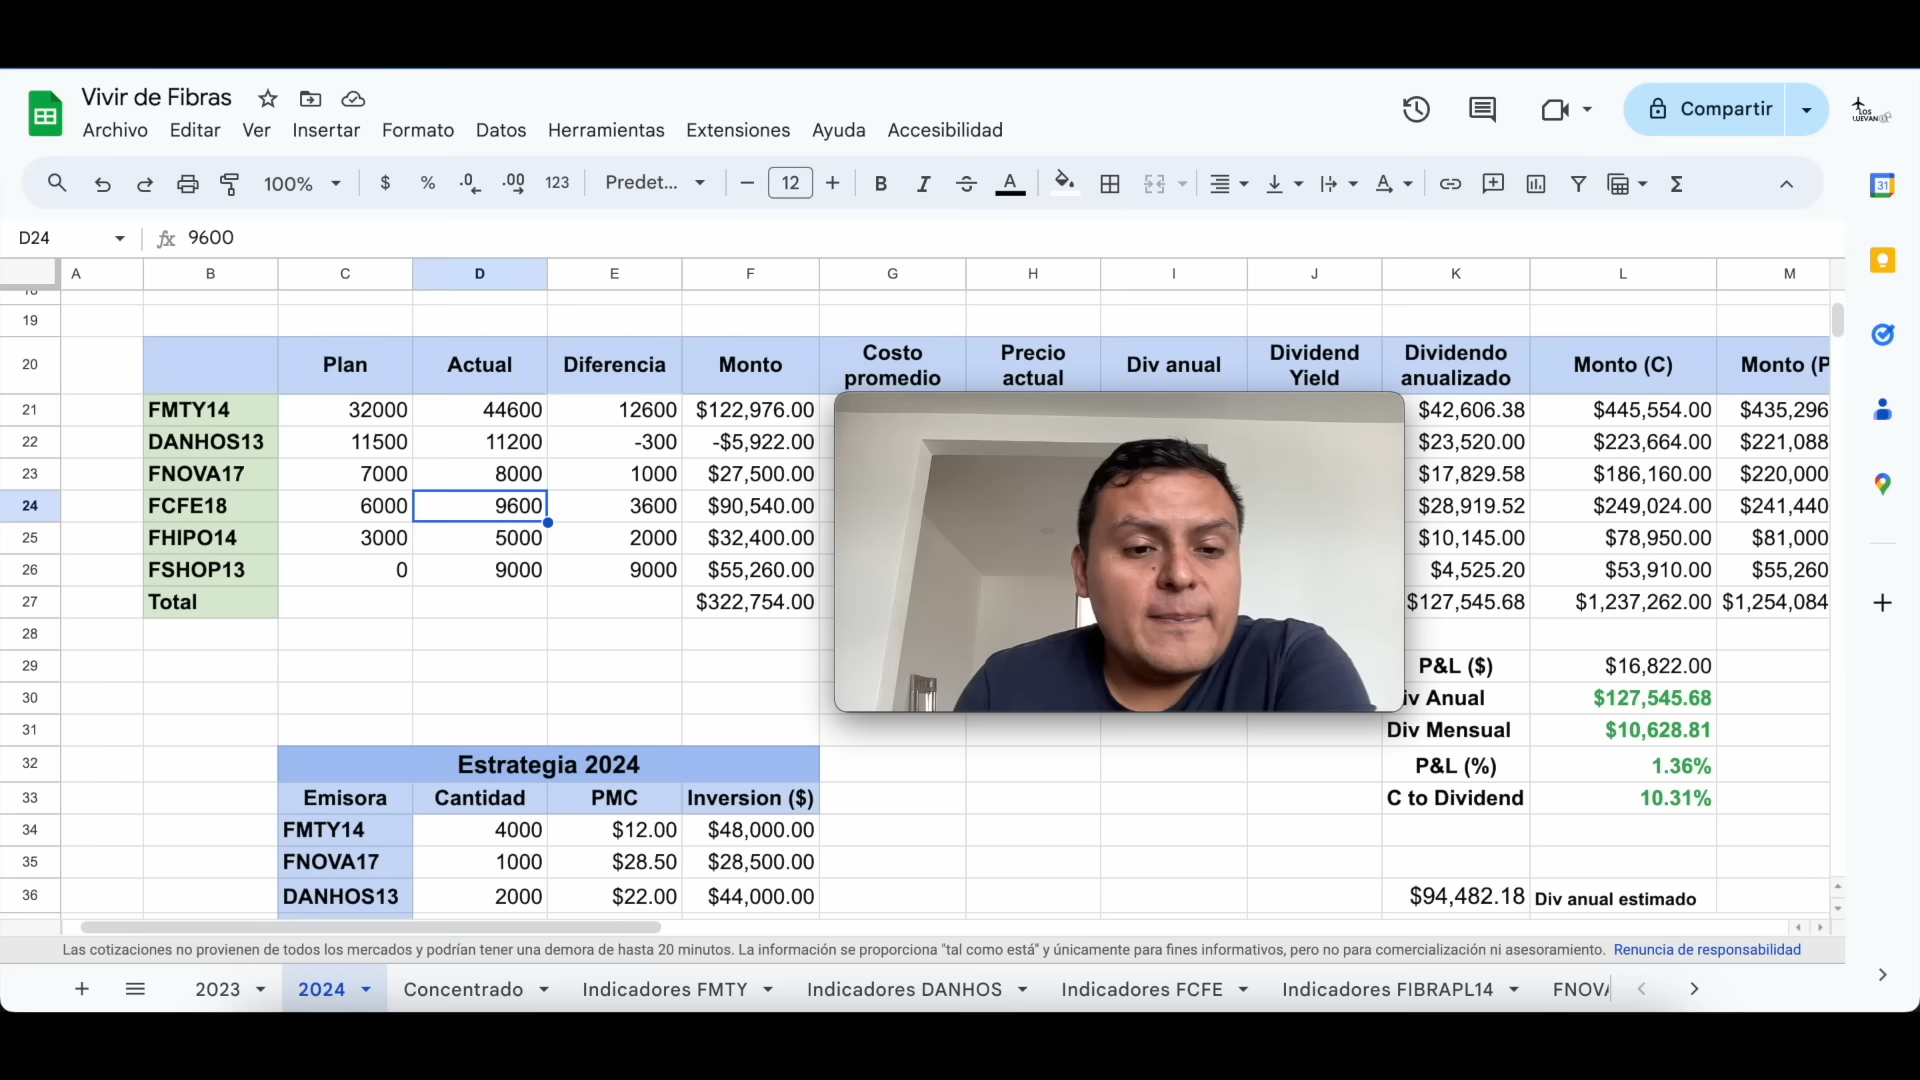 Vivir de Fibras
Archivo Editar Ver Insertar Formato Datos Herramientas Extensiones Ayuda Accesibilidad
Compartir
LOS
100% $ % .0 .00 123 Predet... 12 B I A
31
D24 fx 9600
A B C D E F G H I J K L M
19
20 Plan Actual Diferencia Monto Costo promedio Precio actual Div anual Dividend Yield Dividendo anualizado Monto (C) Monto (P
21 FMTY14 32000 44600 12600 $122,976.00 $42,606.38 $445,554.00 $435,296
22 DANHOS13 11500 11200 -300 -$5,922.00 $23,520.00 $223,664.00 $221,088
23 FNOVA17 7000 8000 1000 $27,500.00 $17,829.58 $186,160.00 $220,000
24 FCFE18 6000 9600 3600 $90,540.00 $28,919.52 $249,024.00 $241,440
25 FHIPO14 3000 5000 2000 $32,400.00 $10,145.00 $78,950.00 $81,000
26 FSHOP13 0 9000 9000 $55,260.00 $4,525.20 $53,910.00 $55,260
27 Total $322,754.00 $127,545.68 $1,237,262.00 $1,254,084
28
29 P&L ($) $16,822.00
30 iv Anual $127,545.68
31 Div Mensual $10,628.81
32 Estrategia 2024 P&L (%) 1.36%
33 Emisora Cantidad PMC Inversion ($) C to Dividend 10.31%
34 FMTY14 4000 $12.00 $48,000.00
35 FNOVA17 1000 $28.50 $28,500.00
36 DANHOS13 2000 $22.00 $44,000.00 $94,482.18 Div anual estimado
Las cotizaciones no provienen de todos los mercados y podrían tener una demora de hasta 20 minutos. La información se proporciona "tal como está" y únicamente para fines informativos, pero no para comercialización ni asesoramiento. Renuncia de responsabilidad
2023 2024 Concentrado Indicadores FMTY Indicadores DANHOS Indicadores FCFE Indicadores FIBRAPL14 FNOVA